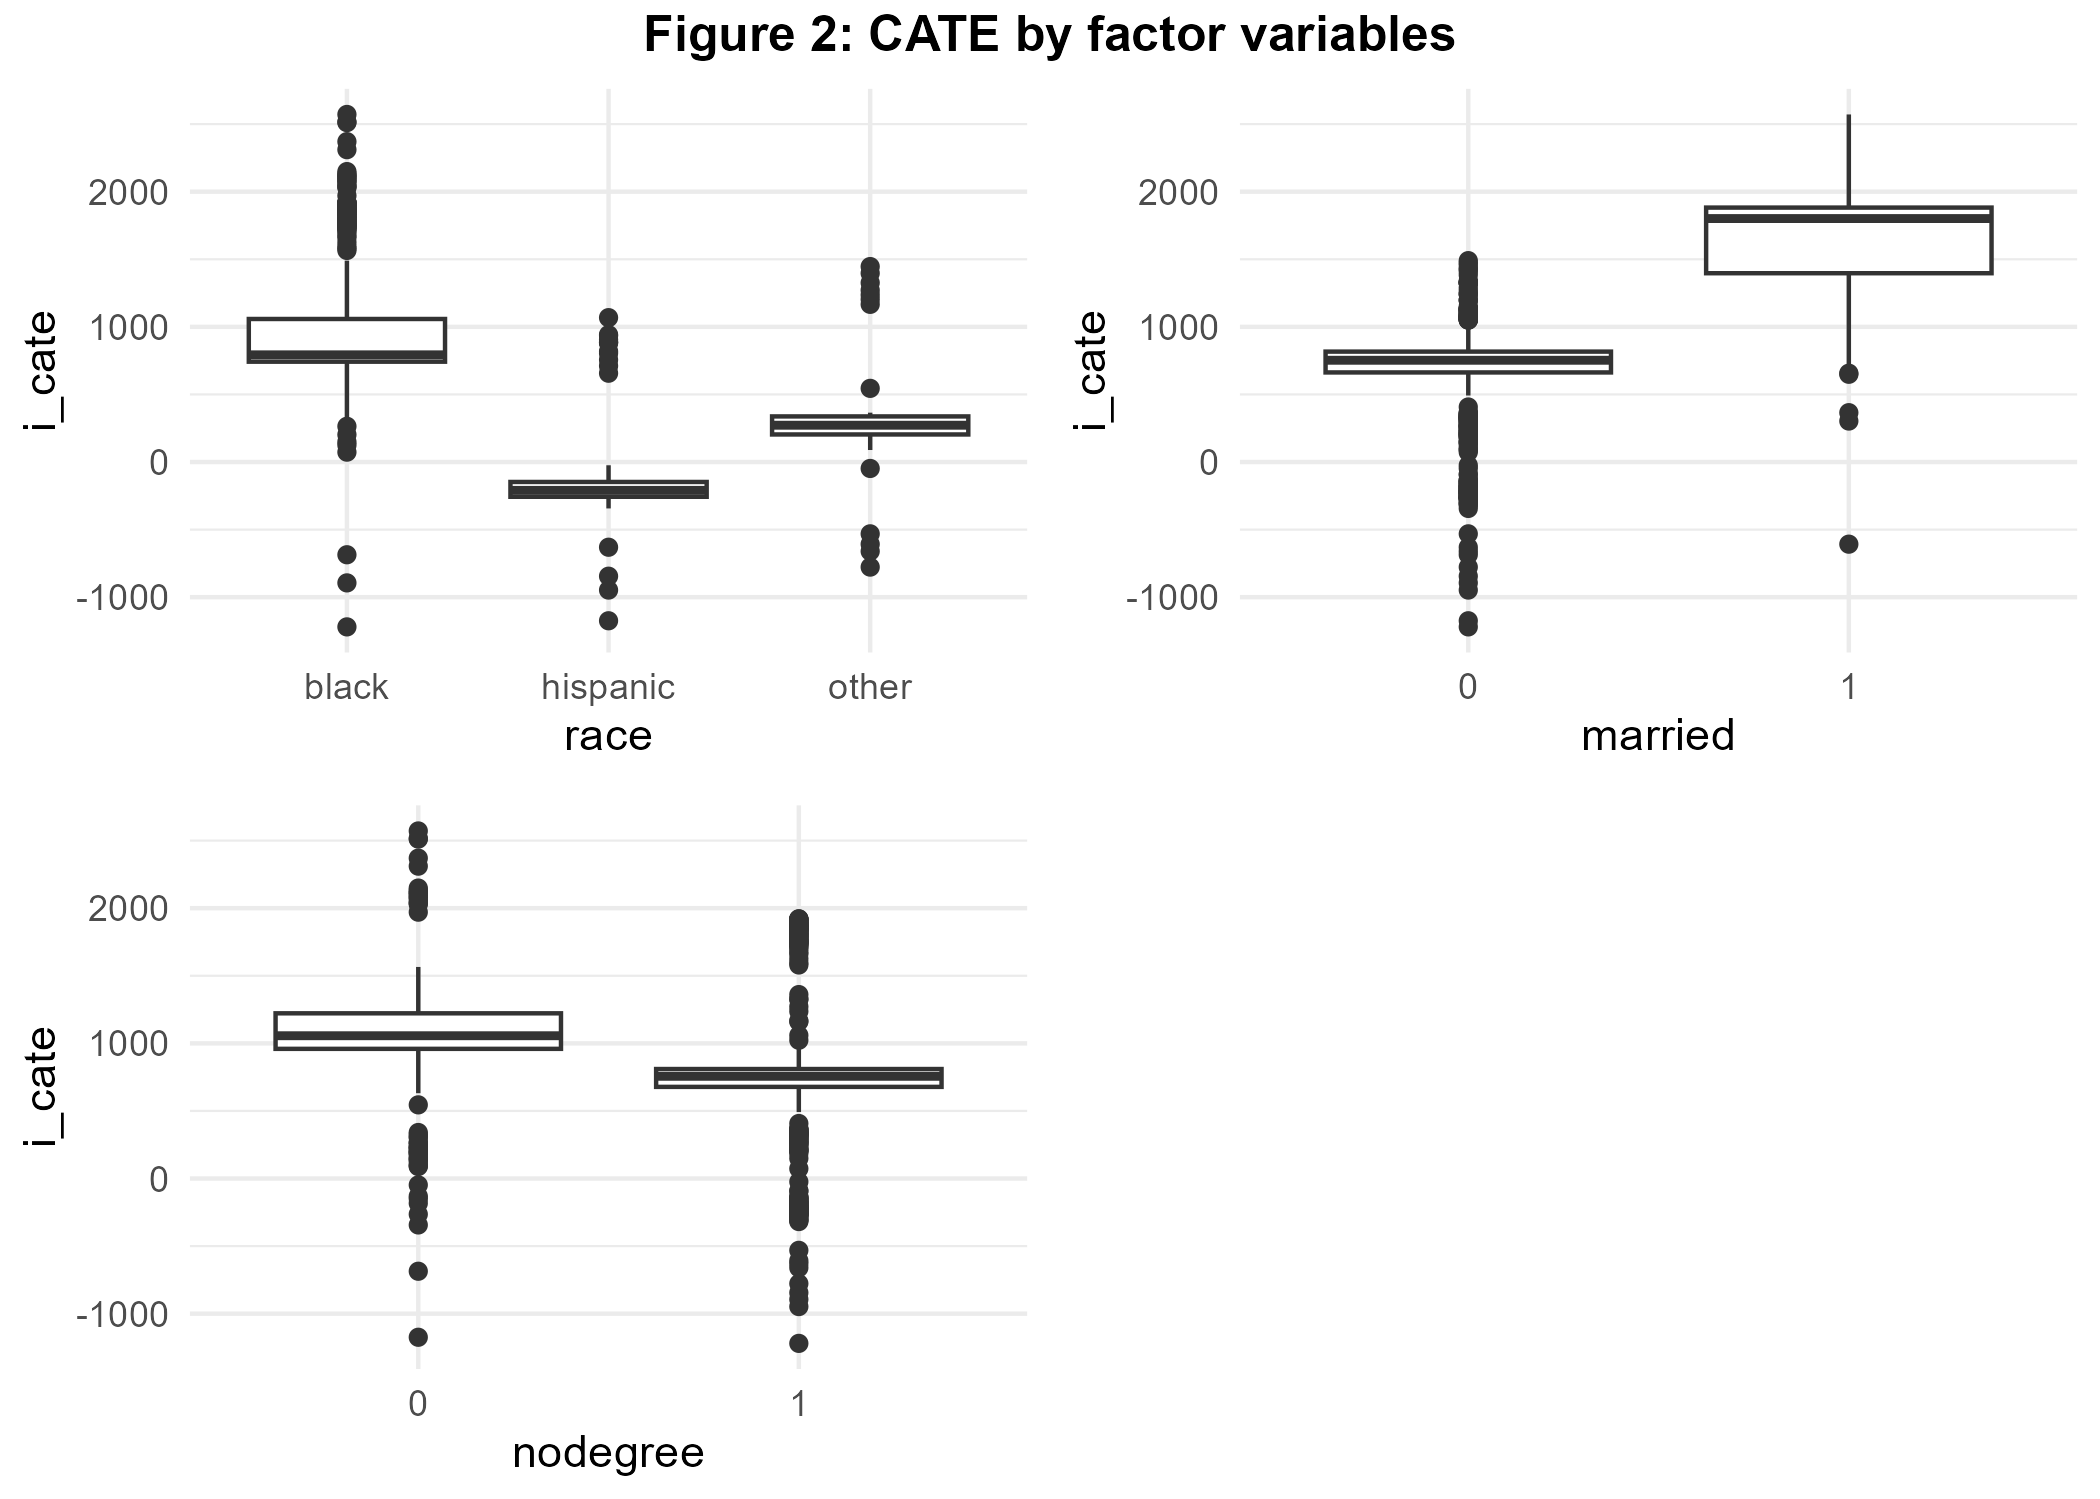 Figure 2: CATE by factor variables
i_cate
2000
1000
0
-1000
black hispanic other
race
i_cate
2000
1000
0
-1000
0 1
married
i_cate
2000
1000
0
-1000
0 1
nodegree